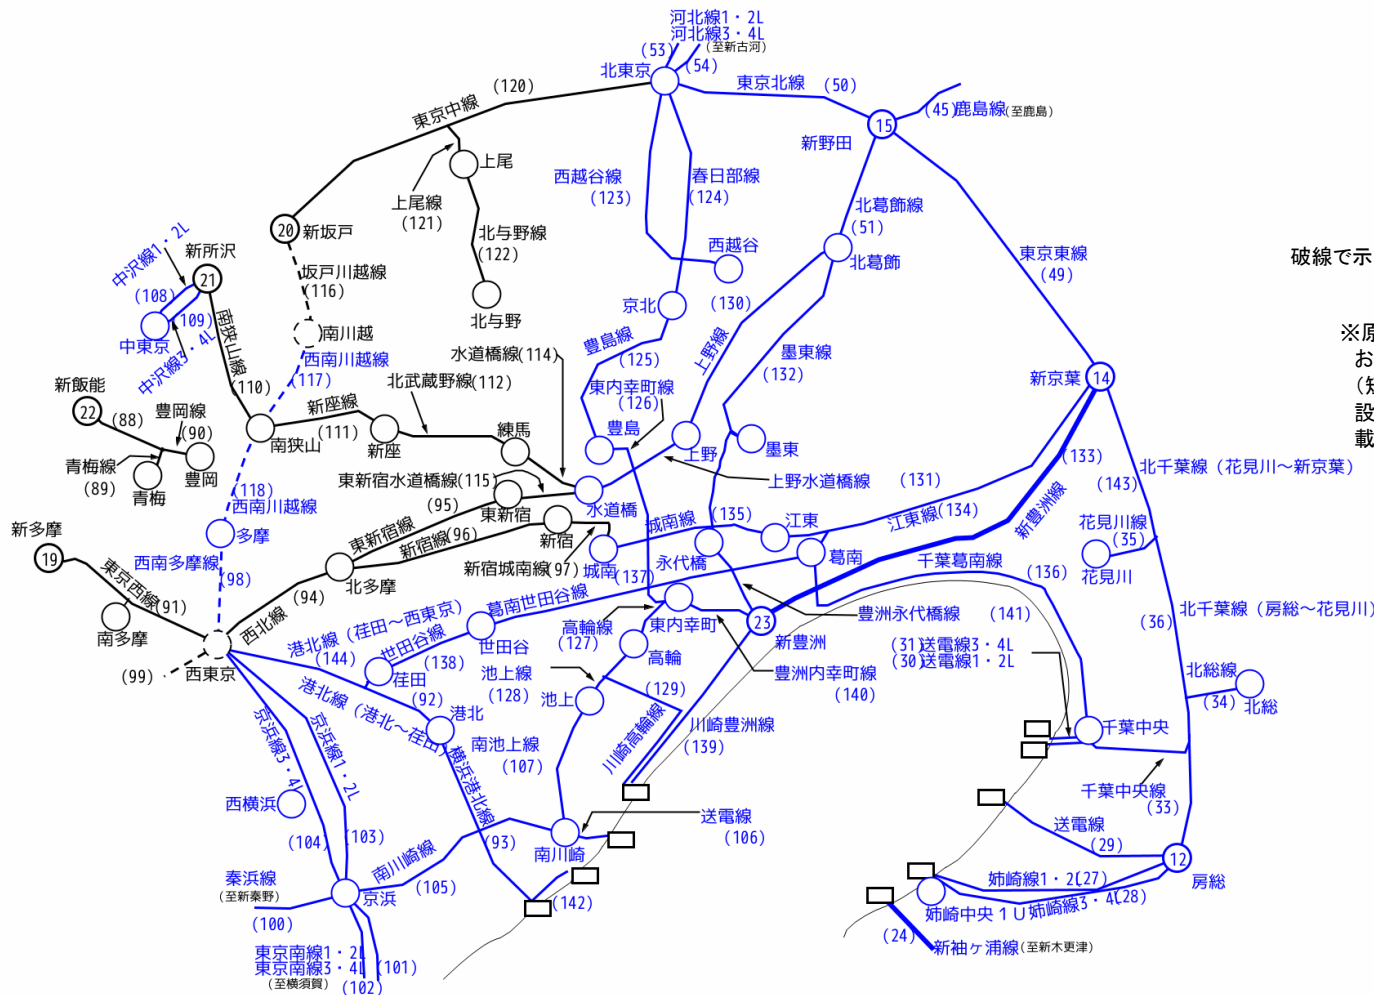 河北線1・2L
河北線3・4L
(至新古河)
(53)
(54)
北東京
東京北線
(50)
(120)
東京中線
(45)
鹿島線(至鹿島)
15
新野田
上尾
上尾線
(121)
西越谷線
(123)
春日部線
(124)
北葛飾線
(51)
20
新坂戸
北与野線
(122)
西越谷
北葛飾
東京東線
(49)
破線で示
中沢線1・2L
新所沢
21
坂戸川越線
(116)
(108)
(109)
中東京
中沢線3・4L
南狭山線
(110)
南川越
北与野
京北
(130)
豊島線
(125)
上野線
墨東線
(132)
※原
お
(短
設
載
西南川越線
(117)
水道橋線(114)
北武蔵野線(112)
東内幸町線
(126)
新京葉
14
新飯能
22
(88)
豊岡線
(90)
新座線
(111)
南狭山
新座
練馬
豊島
上野
墨東
青梅線
(89)
青梅
豊岡
東新宿水道橋線(115)
(133)
北千葉線(花見川~新京葉)
(143)
(118)
西南川越線
(95)
東新宿
水道橋
上野水道橋線
(131)
新多摩
19
多摩
東新宿線
新宿線(96)
新宿
城南線
(135)
江東
江東線(134)
新豊洲線
花見川線
(35)
花見川
西南多摩線
(98)
北多摩
新宿城南線(97)
城南
(137)
永代橋
葛南
千葉葛南線
(136)
東京西線
(91)
南多摩
(94)
西北線
葛南世田谷線
東内幸町
23
新豊洲
豊洲永代橋線
(141)
北千葉線(房総~花見川)
(36)
港北線(荏田~西東京)
(144)
世田谷線
(138)
世田谷
高輪線
(127)
高輪
(31)送電線3・4L
(30)送電線1・2L
(99)
西東京
荏田
(92)
池上線
(128)
池上
(129)
豊洲内幸町線
(140)
北総線
(34)
北総
港北線(港北~荏田)
港北
南池上線
(107)
川崎高輪線
川崎豊洲線
(139)
千葉中央
京浜線3・4L
京浜線1・2L
横浜港北線
(93)
千葉中央線
(33)
西横浜
(104)
(103)
南川崎線
(105)
南川崎
送電線
(106)
送電線
(29)
12
房総
秦浜線
(至新秦野)
(100)
京浜
(142)
姉崎線1・2L
(27)
姉崎中央1U
姉崎線3・4L
(28)
(24)
新袖ヶ浦線(至新木更津)
東京南線1・2L
東京南線3・4L
(101)
(至横須賀)
(102)